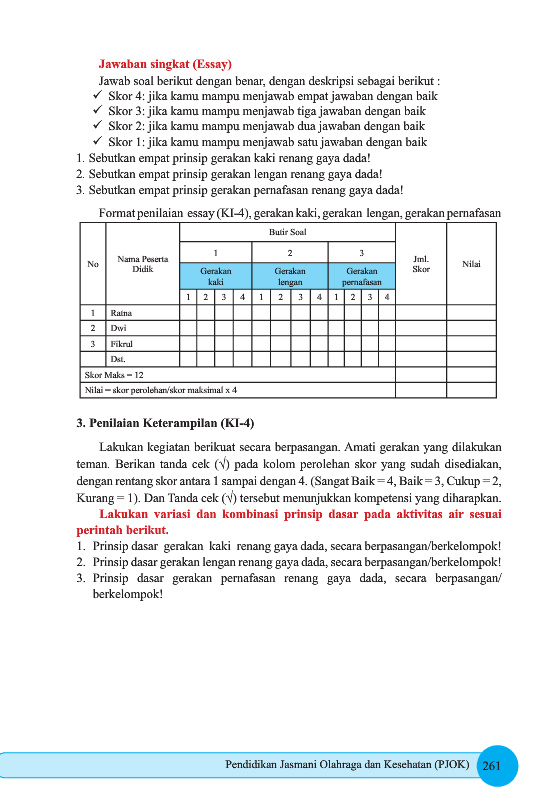 Jawaban singkat (Essay)
Jawab soal berikut dengan benar, dengan deskripsi sebagai berikut :
✓ Skor 4: jika kamu mampu menjawab empat jawaban dengan baik
✓ Skor 3: jika kamu mampu menjawab tiga jawaban dengan baik
✓ Skor 2: jika kamu mampu menjawab dua jawaban dengan baik
✓ Skor 1: jika kamu mampu menjawab satu jawaban dengan baik
1. Sebutkan empat prinsip gerakan kaki renang gaya dada!
2. Sebutkan empat prinsip gerakan lengan renang gaya dada!
3. Sebutkan empat prinsip gerakan pernafasan renang gaya dada!
Format penilaian essay (KI-4), gerakan kaki, gerakan lengan, gerakan pernafasan
No Nama Peserta Didik Butir Soal Jml. Skor Nilai
1 2 3
Gerakan kaki Gerakan lengan Gerakan pernafasan
1 2 3 4 1 2 3 4 1 2 3 4
1 Ratna
2 Dwi
3 Fikrul
Dst.
Skor Maks = 12
Nilai = skor perolehan/skor maksimal x 4
3. Penilaian Keterampilan (KI-4)
Lakukan kegiatan berikuat secara berpasangan. Amati gerakan yang dilakukan
teman. Berikan tanda cek (√) pada kolom perolehan skor yang sudah disediakan,
dengan rentang skor antara 1 sampai dengan 4. (Sangat Baik = 4, Baik = 3, Cukup = 2,
Kurang = 1). Dan Tanda cek (√) tersebut menunjukkan kompetensi yang diharapkan.
Lakukan variasi dan kombinasi prinsip dasar pada aktivitas air sesuai
perintah berikut.
1. Prinsip dasar gerakan kaki renang gaya dada, secara berpasangan/berkelompok!
2. Prinsip dasar gerakan lengan renang gaya dada, secara berpasangan/berkelompok!
3. Prinsip dasar gerakan pernafasan renang gaya dada, secara berpasangan/
berkelompok!
Pendidikan Jasmani Olahraga dan Kesehatan (PJOK) 261